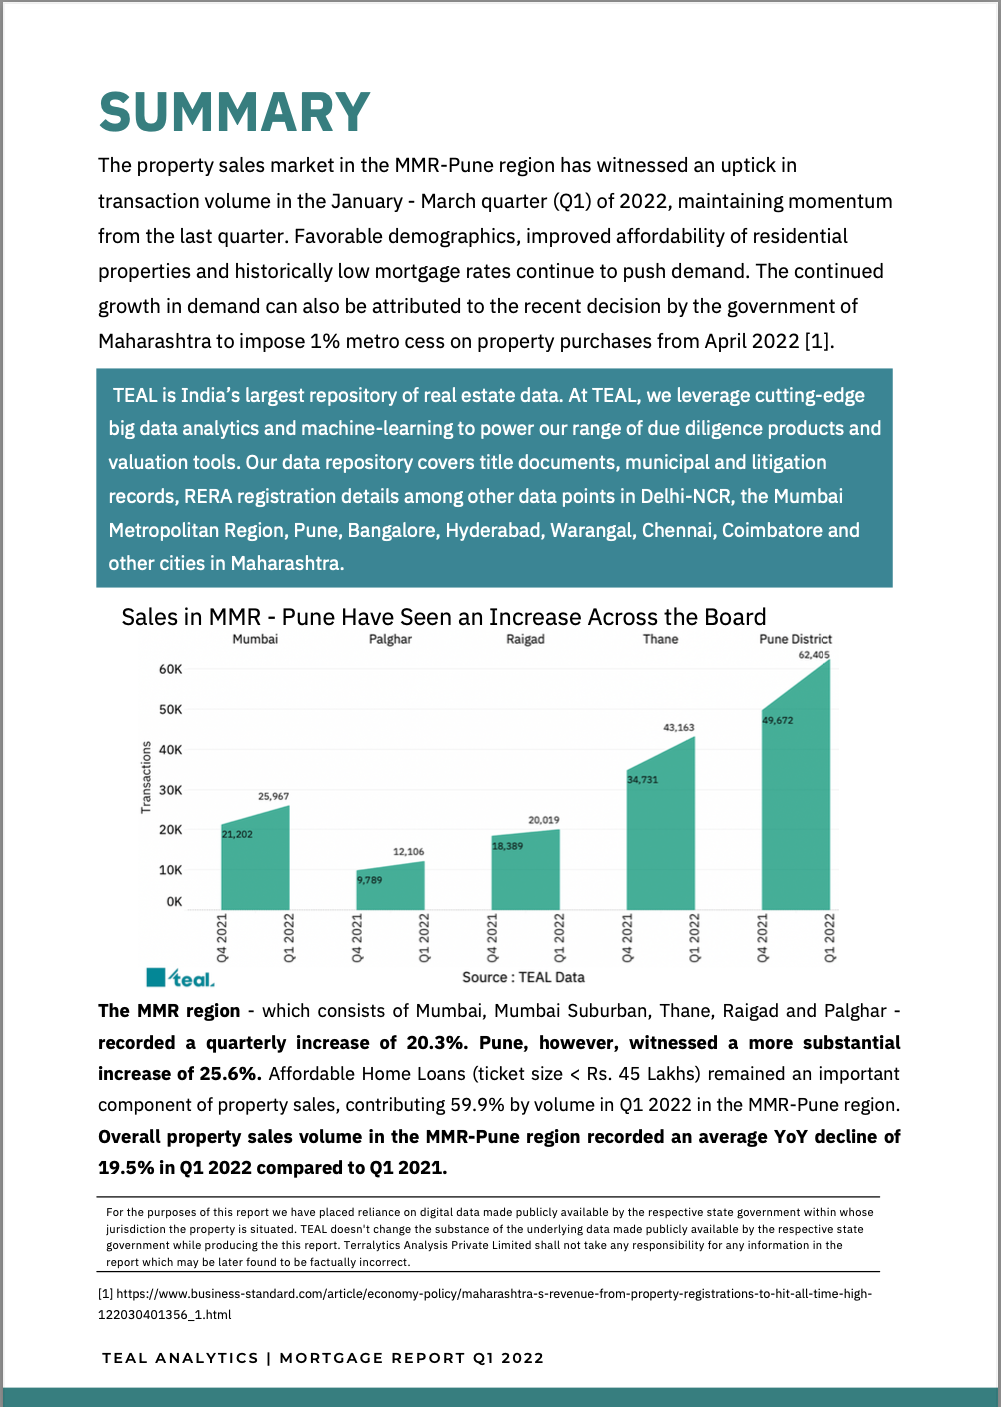 SUMMARY
The property sales market in the MMR-Pune region has witnessed an uptick in
transaction volume in the January - March quarter (Q1) of 2022, maintaining momentum
from the last quarter. Favorable demographics, improved affordability of residential
properties and historically low mortgage rates continue to push demand. The continued
growth in demand can also be attributed to the recent decision by the government of
Maharashtra to impose 1% metro cess on property purchases from April 2022 [1].
TEAL is India's largest repository of real estate data. At TEAL, we leverage cutting-edge
big data analytics and machine-learning to power our range of due diligence products and
valuation tools. Our data repository covers title documents, municipal and litigation
records, RERA registration details among other data points in Delhi-NCR, the Mumbai
Metropolitan Region, Pune, Bangalore, Hyderabad, Warangal, Chennai, Coimbatore and
other cities in Maharashtra.
Sales in MMR - Pune Have Seen an Increase Across the Board
Mumbai Palghar Raigad Thane Pune District
62,405
60K
50K
49,672
43,163
40K
Transactions
34,731
30K
25,967
20K
21,202
20,019
18,389
12,106
10K
9,789
0K
Q4 2021 Q1 2022 Q4 2021 Q1 2022 Q4 2021 Q1 2022 Q4 2021 Q1 2022 Q4 2021 Q1 2022
teal.
Source : TEAL Data
The MMR region - which consists of Mumbai, Mumbai Suburban, Thane, Raigad and Palghar -
recorded a quarterly increase of 20.3%. Pune, however, witnessed a more substantial
increase of 25.6%. Affordable Home Loans (ticket size < Rs. 45 Lakhs) remained an important
component of property sales, contributing 59.9% by volume in Q1 2022 in the MMR-Pune region.
Overall property sales volume in the MMR-Pune region recorded an average YoY decline of
19.5% in Q1 2022 compared to Q1 2021.
For the purposes of this report we have placed reliance on digital data made publicly available by the respective state government within whose
jurisdiction the property is situated. TEAL doesn't change the substance of the underlying data made publicly available by the respective state
government while producing the this report. Terralytics Analysis Private Limited shall not take any responsibility for any information in the
report which may be later found to be factually incorrect.
[1] https://www.business-standard.com/article/economy-policy/maharashtra-s-revenue-from-property-registrations-to-hit-all-time-high-
122030401356_1.html
TEAL ANALYTICS | MORTGAGE REPORT Q1 2022